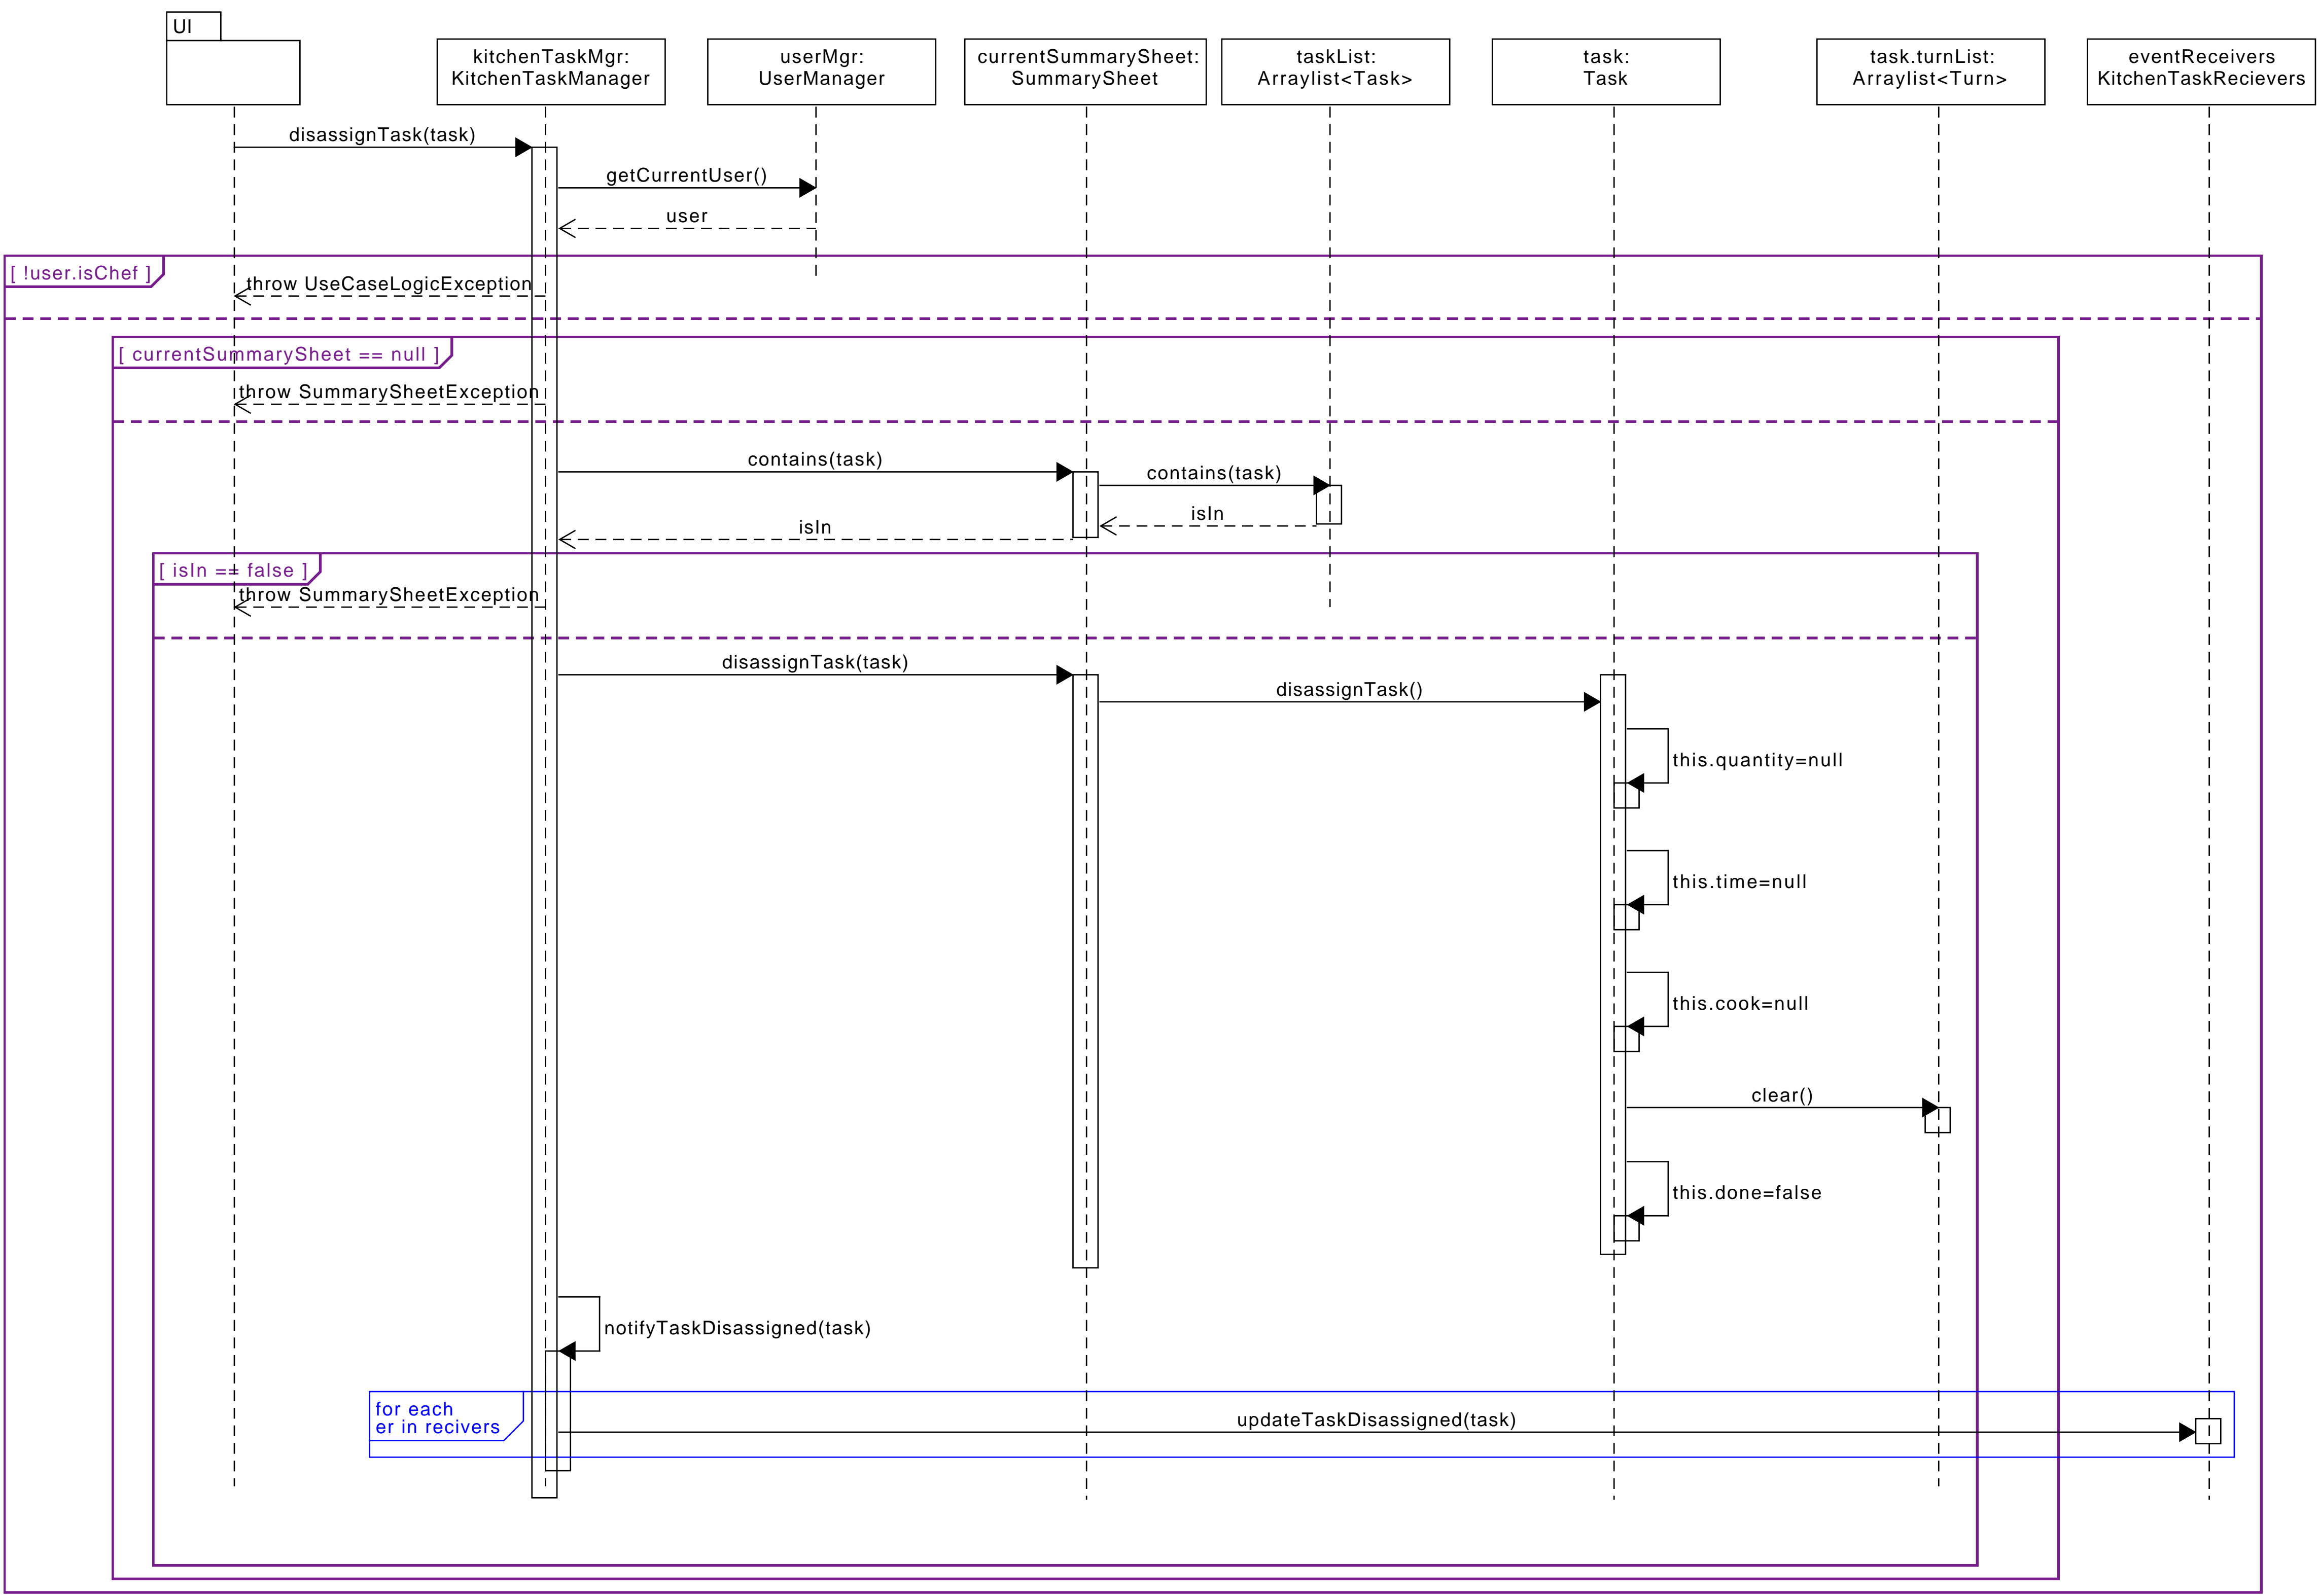 UI
kitchenTaskMgr:
KitchenTaskManager
userMgr:
UserManager
currentSummarySheet:
SummarySheet
taskList:
Arraylist<Task>
task:
Task
task.turnList:
Arraylist<Turn>
eventReceivers
KitchenTaskRecievers
disassignTask(task)
getCurrentUser()
user
[ !user.isChef ]
throw UseCaseLogicException
[ currentSummarySheet == null ]
throw SummarySheetException
contains(task)
contains(task)
isIn
isIn
[ isIn == false ]
throw SummarySheetException
disassignTask(task)
disassignTask()
this.quantity=null
this.time=null
this.cook=null
clear()
this.done=false
notifyTaskDisassigned(task)
for each
er in recivers
updateTaskDisassigned(task)